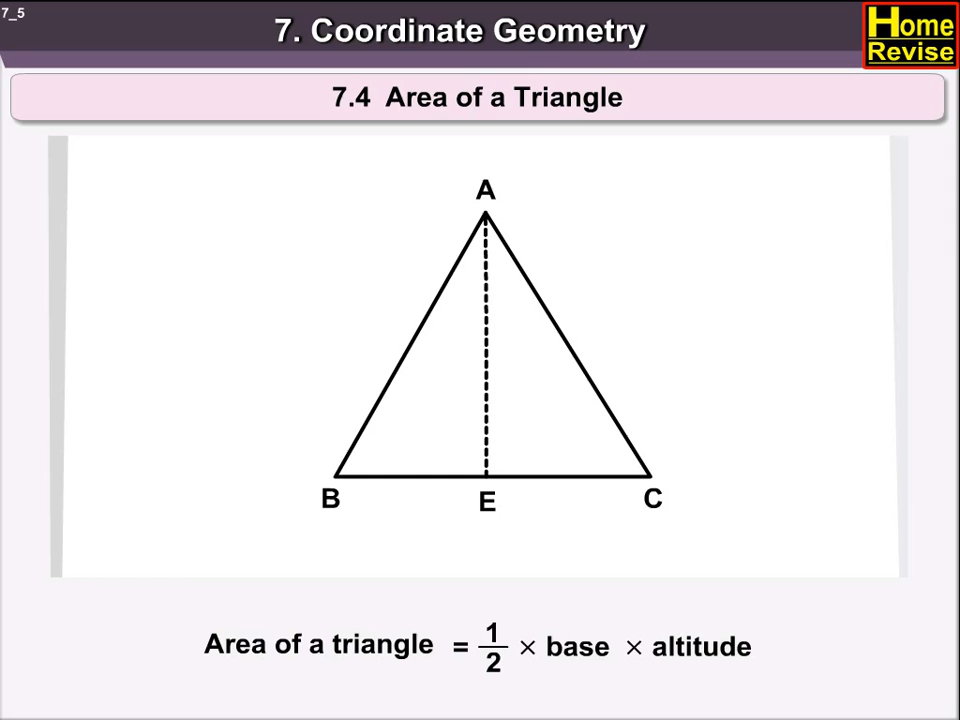 7_5
7. Coordinate Geometry
Home
Revise
7.4 Area of a Triangle
A
B
E
C
Area of a triangle = 1/2 × base × altitude